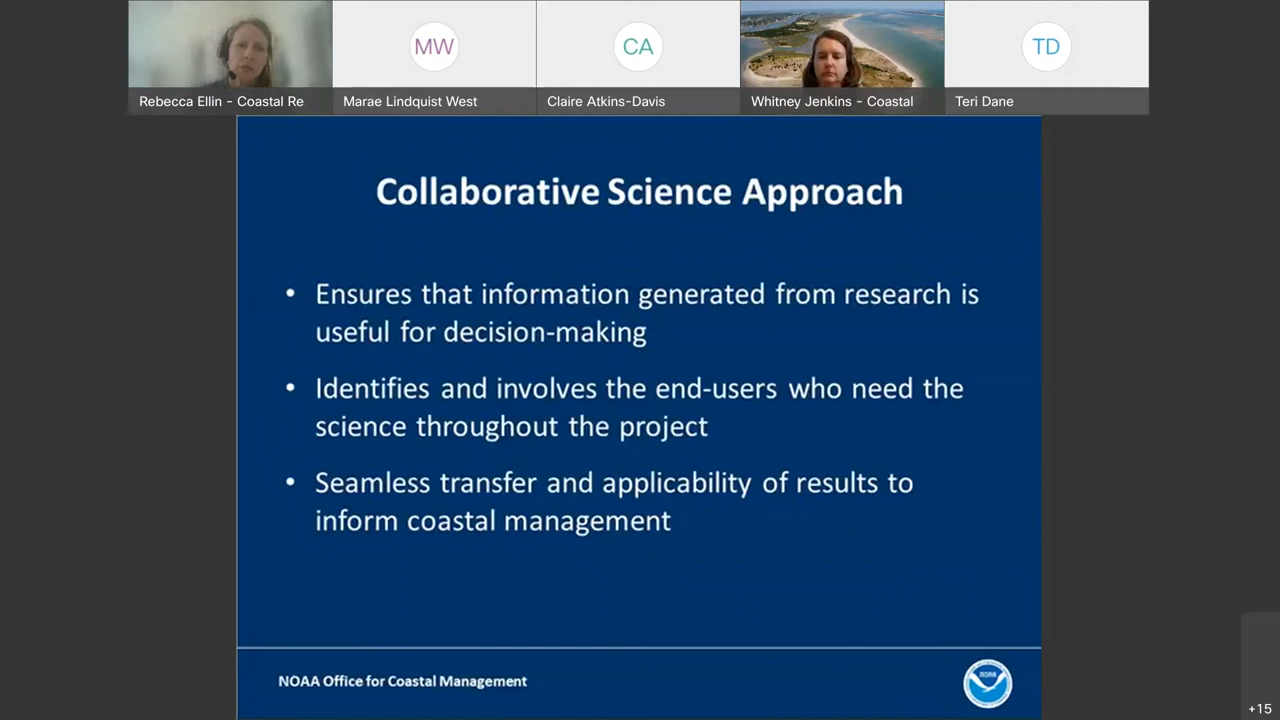 MW
CA
TD
Rebecca Ellin - Coastal Re
Marae Lindquist West
Claire Atkins-Davis
Whitney Jenkins - Coastal
Teri Dane
Collaborative Science Approach
• Ensures that information generated from research is
useful for decision-making
• Identifies and involves the end-users who need the
science throughout the project
• Seamless transfer and applicability of results to
inform coastal management
NOAA Office for Coastal Management
NOAA
+15